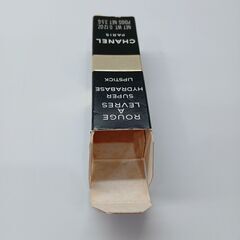 ROUGE
A
LEVRES
SUPER
HYDRABASE
LIPSTICK
CHANEL
PARIS
NET WT 0.12 OZ
POIDS NET 3.5 G